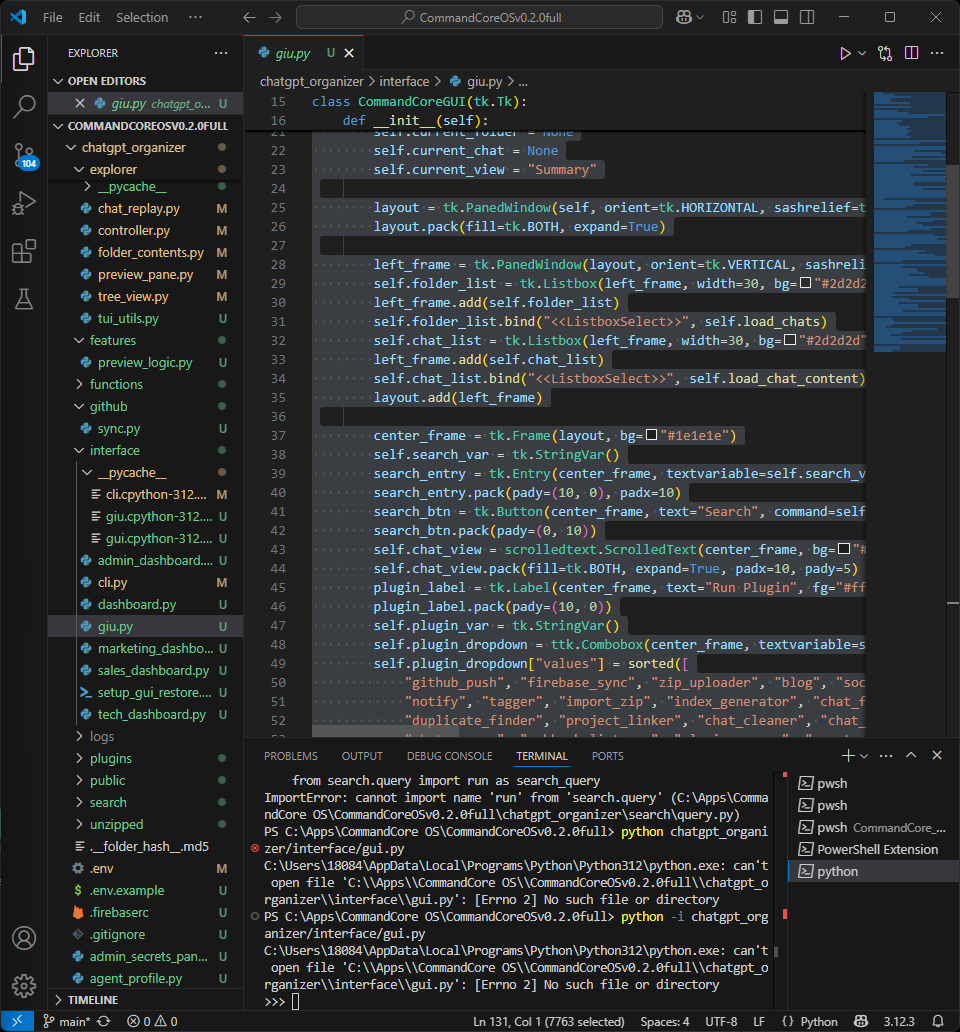 File Edit Selection ··· CommandCoreOSv0.2.0full
EXPLORER ···
OPEN EDITORS
giu.py chatgpt_o... U
COMMANDCOREOSV0.2.0FULL
chatgpt_organizer
explorer
__pycache__
chat_replay.py M
controller.py M
folder_contents.py M
preview_pane.py M
tree_view.py M
tui_utils.py U
features
preview_logic.py U
functions
github
sync.py U
interface
__pycache__
cli.cpython-312.... M
giu.cpython-312.... U
gui.cpython-312.... U
admin_dashboard.... U
cli.py M
dashboard.py U
giu.py U
marketing_dashbo... U
sales_dashboard.py U
setup_gui_restore.... U
tech_dashboard.py U
logs
plugins
public
search
unzipped
.__folder_hash__.md5
.env M
.env.example U
.firebaserc U
.gitignore U
admin_secrets_pan... U
agent_profile.py U
TIMELINE
104
giu.py U
chatgpt_organizer > interface > giu.py > ...
15 class CommandCoreGUI(tk.Tk):
16 def __init__(self):
21 self.current_folder = None
22 self.current_chat = None
23 self.current_view = "Summary"
24
25 layout = tk.PanedWindow(self, orient=tk.HORIZONTAL, sashrelief=t
26 layout.pack(fill=tk.BOTH, expand=True)
27
28 left_frame = tk.PanedWindow(layout, orient=tk.VERTICAL, sashreli
29 self.folder_list = tk.Listbox(left_frame, width=30, bg="#2d2d2
30 left_frame.add(self.folder_list)
31 self.folder_list.bind("<<ListboxSelect>>", self.load_chats)
32 self.chat_list = tk.Listbox(left_frame, width=30, bg="#2d2d2d"
33 left_frame.add(self.chat_list)
34 self.chat_list.bind("<<ListboxSelect>>", self.load_chat_content)
35 layout.add(left_frame)
36
37 center_frame = tk.Frame(layout, bg="#1e1e1e")
38 self.search_var = tk.StringVar()
39 search_entry = tk.Entry(center_frame, textvariable=self.search_v
40 search_entry.pack(pady=(10, 0), padx=10)
41 search_btn = tk.Button(center_frame, text="Search", command=self
42 search_btn.pack(pady=(0, 10))
43 self.chat_view = scrolledtext.ScrolledText(center_frame, bg="#
44 self.chat_view.pack(fill=tk.BOTH, expand=True, padx=10, pady=5)
45 plugin_label = tk.Label(center_frame, text="Run Plugin", fg="#ff
46 plugin_label.pack(pady=(10, 0))
47 self.plugin_var = tk.StringVar()
48 self.plugin_dropdown = ttk.Combobox(center_frame, textvariable=s
49 self.plugin_dropdown["values"] = sorted([
50 "github_push", "firebase_sync", "zip_uploader", "blog", "soc
51 "notify", "tagger", "import_zip", "index_generator", "chat_f
52 "duplicate_finder", "project_linker", "chat_cleaner", "chat_
PROBLEMS OUTPUT DEBUG CONSOLE TERMINAL PORTS
from search.query import run as search_query
ImportError: cannot import name 'run' from 'search.query' (C:\Apps\Comma
ndCore OS\CommandCoreOSv0.2.0full\chatgpt_organizer\search\query.py)
PS C:\Apps\CommandCore OS\CommandCoreOSv0.2.0full> python chatgpt_organi
zer/interface/gui.py
C:\Users\18084\AppData\Local\Programs\Python\Python312\python.exe: can't
open file 'C:\\Apps\\CommandCore OS\\CommandCoreOSv0.2.0full\\chatgpt_o
rganizer\\interface\\gui.py': [Errno 2] No such file or directory
PS C:\Apps\CommandCore OS\CommandCoreOSv0.2.0full> python -i chatgpt_org
anizer/interface/gui.py
C:\Users\18084\AppData\Local\Programs\Python\Python312\python.exe: can't
open file 'C:\\Apps\\CommandCore OS\\CommandCoreOSv0.2.0full\\chatgpt_o
rganizer\\interface\\gui.py': [Errno 2] No such file or directory
>>>
pwsh
pwsh
pwsh CommandCore_...
PowerShell Extension
python
main* 0 0 Ln 131, Col 1 (7763 selected) Spaces: 4 UTF-8 LF Python 3.12.3